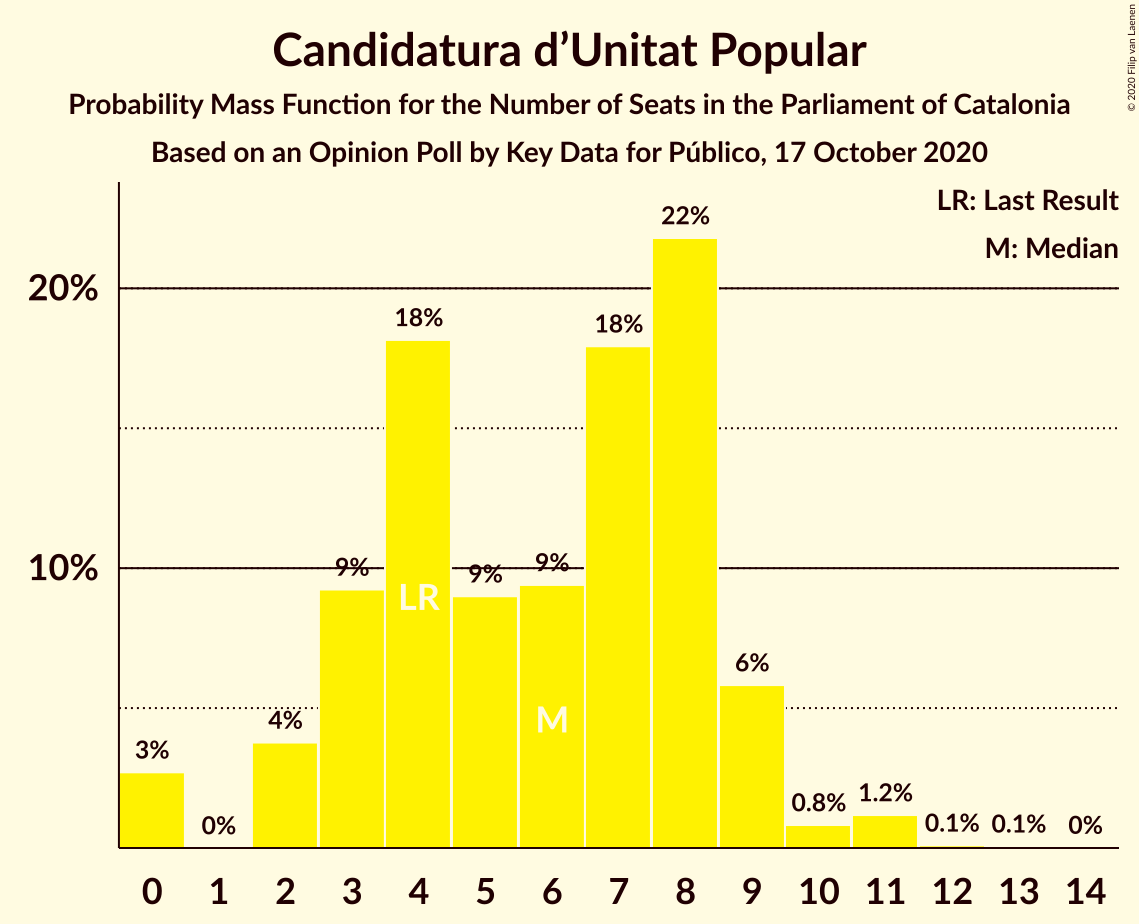 © 2020 Filip van Laenen
Candidatura d’Unitat Popular
Probability Mass Function for the Number of Seats in the Parliament of Catalonia
Based on an Opinion Poll by Key Data for Público, 17 October 2020
LR: Last Result
M: Median
20%
10%
3%
0%
4%
9%
18%
9%
9%
18%
22%
6%
0.8%
1.2%
0.1%
0.1%
0%
LR
M
0 1 2 3 4 5 6 7 8 9 10 11 12 13 14